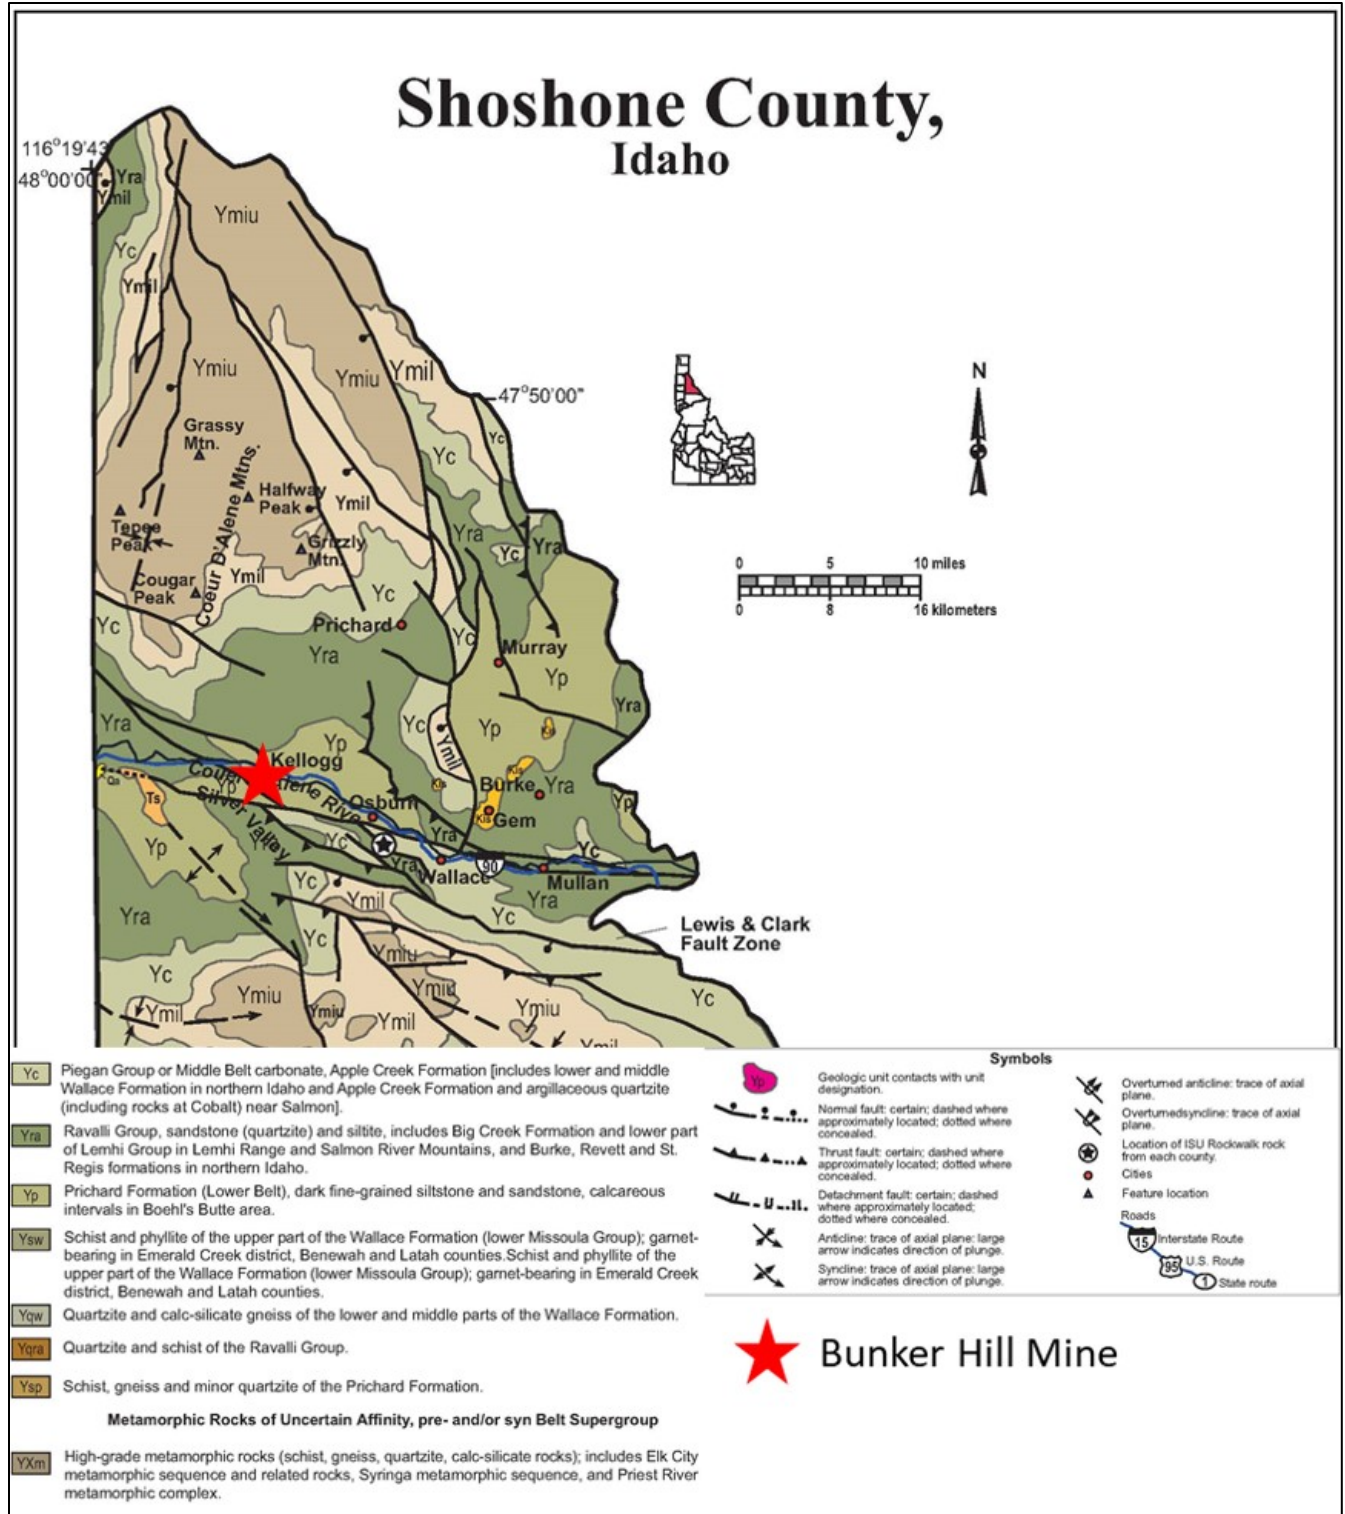 Shoshone County,
Idaho
116°19'43
48°00'00"
Yra
Ymil
Ymiu
Yc
Ymil
Ymiu
Ymiu
Ymil
47°50'00"
N
Grassy
Mtn.
Yc
Yc
Coeur D'Alene Mtns.
Halfway
Peak
Ymil
Tepee
Peak
Grizzly
Mtn.
Yra
Yc
Yra
0 5 10 miles
0 8 16 kilometers
Cougar
Peak
Ymil
Yc
Yc
Prichard
Yra
Yc
Murray
Yp
Yra
Yra
Yp
Yc
Ymil
Yp
Kis
Kellogg
Coeur
Alene River
Qa
Ts
Yp
Silver Valley
Osburn
Kis
Kis
Burke
Yra
Kis
Gem
Yp
Yp
Yc
Yra
Yra
Wallace
90
Yc
Mullan
Yra
Yc
Ymil
Yc
Lewis & Clark
Fault Zone
Yra
Yc
Yc
Ymiu
Ymil
Ymiu
Ymiu
Ymil
Ymiu
Ymiu
Yc
Ymil
Yc Piegan Group or Middle Belt carbonate, Apple Creek Formation [includes lower and middle
Wallace Formation in northern Idaho and Apple Creek Formation and argillaceous quartzite
(including rocks at Cobalt) near Salmon].
Yra Ravalli Group, sandstone (quartzite) and siltite, includes Big Creek Formation and lower part
of Lemhi Group in Lemhi Range and Salmon River Mountains, and Burke, Revett and St.
Regis formations in northern Idaho.
Yp Prichard Formation (Lower Belt), dark fine-grained siltstone and sandstone, calcareous
intervals in Boehl's Butte area.
Ysw Schist and phyllite of the upper part of the Wallace Formation (lower Missoula Group); garnet-
bearing in Emerald Creek district, Benewah and Latah counties.Schist and phyllite of the
upper part of the Wallace Formation (lower Missoula Group); garnet-bearing in Emerald Creek
district, Benewah and Latah counties.
Yqw Quartzite and calc-silicate gneiss of the lower and middle parts of the Wallace Formation.
Yqra Quartzite and schist of the Ravalli Group.
Ysp Schist, gneiss and minor quartzite of the Prichard Formation.
Metamorphic Rocks of Uncertain Affinity, pre- and/or syn Belt Supergroup
YXm High-grade metamorphic rocks (schist, gneiss, quartzite, calc-silicate rocks); includes Elk City
metamorphic sequence and related rocks, Syringa metamorphic sequence, and Priest River
metamorphic complex.
Symbols
Yp Geologic unit contacts with unit
designation.
Normal fault: certain; dashed where
approximately located; dotted where
concealed.
Thrust fault: certain; dashed where
approximately located; dotted where
concealed.
Detachment fault: certain; dashed
where approximately located;
dotted where concealed.
Anticline: trace of axial plane: large
arrow indicates direction of plunge.
Syncline: trace of axial plane: large
arrow indicates direction of plunge.
Overturned anticline: trace of axial
plane.
Overturnedsyncline: trace of axial
plane.
Location of ISU Rockwalk rock
from each county.
Cities
Feature location
Roads
15 Interstate Route
95 U.S. Route
1 State route
Bunker Hill Mine